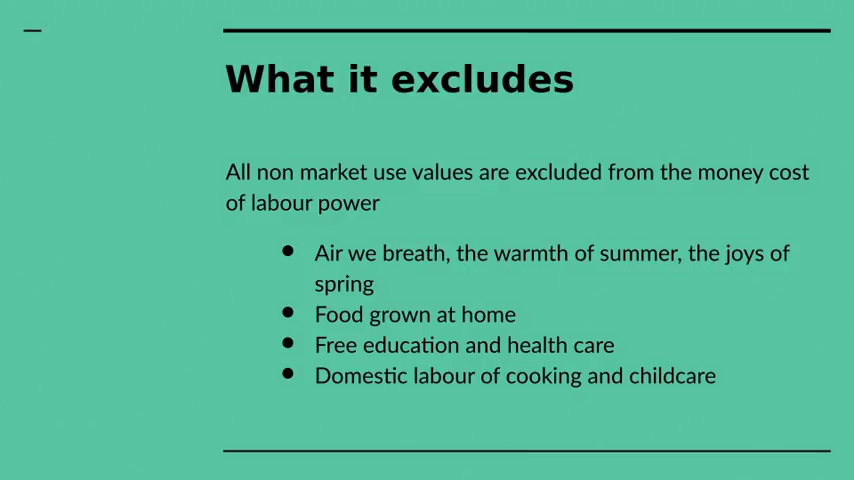 What it excludes
All non market use values are excluded from the money cost
of labour power
● Air we breath, the warmth of summer, the joys of
spring
● Food grown at home
● Free education and health care
● Domestic labour of cooking and childcare